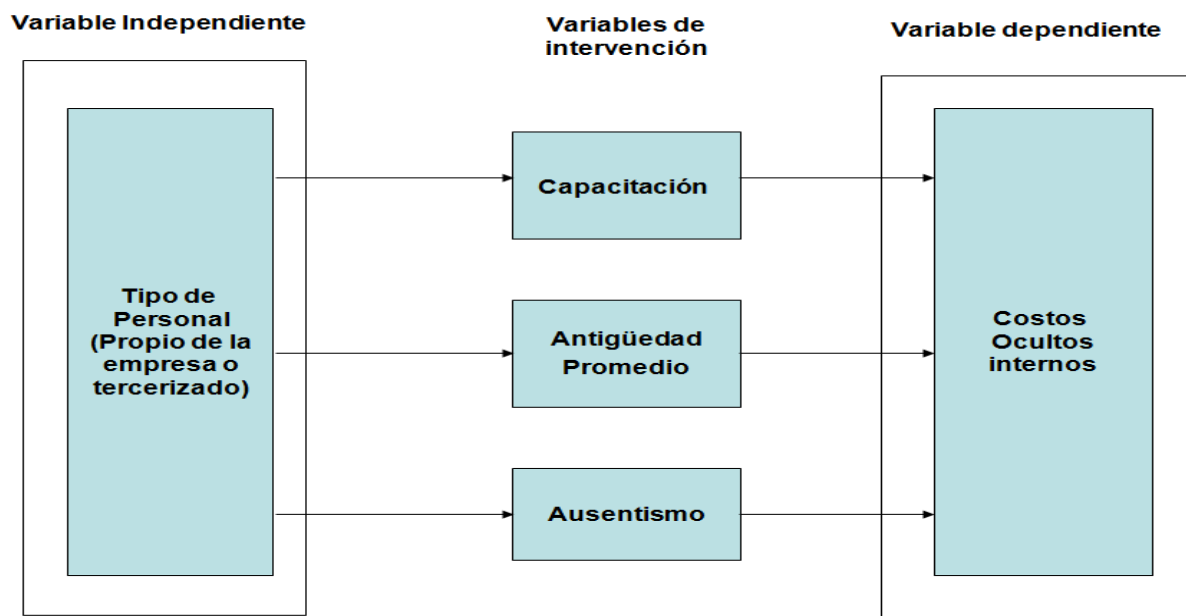 Variable Independiente
Variables de
intervención
Variable dependiente
Tipo de
Personal
(Propio de la
empresa o
tercerizado)
Capacitación
Antigüedad
Promedio
Ausentismo
Costos
Ocultos
internos